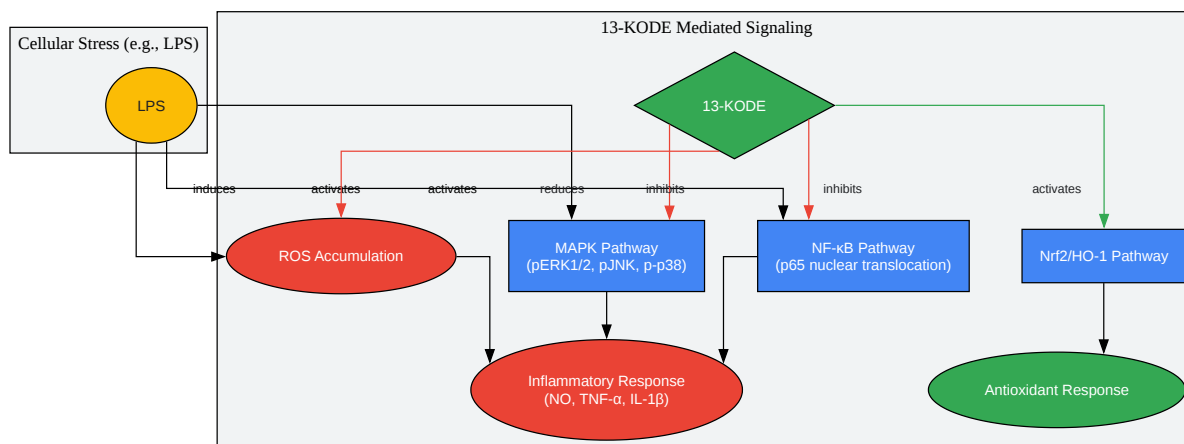 13-KODE Mediated Signaling
Cellular Stress (e.g., LPS)
LPS
13-KODE
induces
activates
activates
reduces
inhibits
inhibits
activates
ROS Accumulation
MAPK Pathway
(pERK1/2, pJNK, p-p38)
NF-κB Pathway
(p65 nuclear translocation)
Nrf2/HO-1 Pathway
Inflammatory Response
(NO, TNF-α, IL-1β)
Antioxidant Response